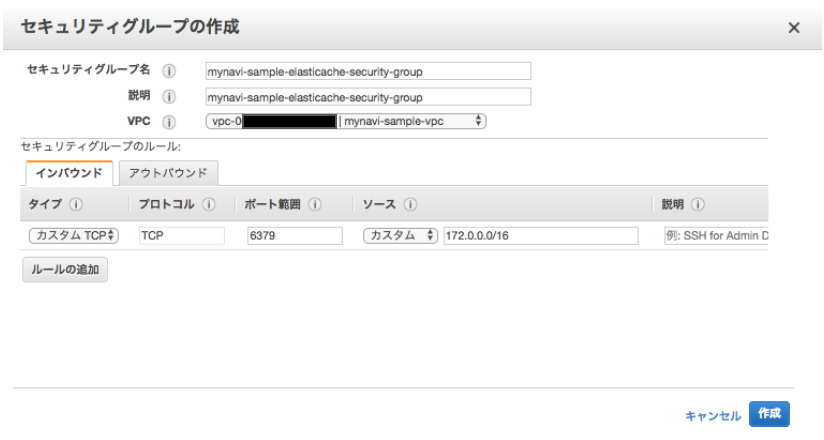 セキュリティグループの作成 ×
セキュリティグループ名 i mynavi-sample-elasticache-security-group
説明 i mynavi-sample-elasticache-security-group
VPC i vpc-0 | mynavi-sample-vpc
セキュリティグループのルール:
インバウンド アウトバウンド
タイプ i プロトコル i ポート範囲 i ソース i 説明 i
カスタム TCP TCP 6379 カスタム 172.0.0.0/16 例: SSH for Admin D
ルールの追加
キャンセル 作成